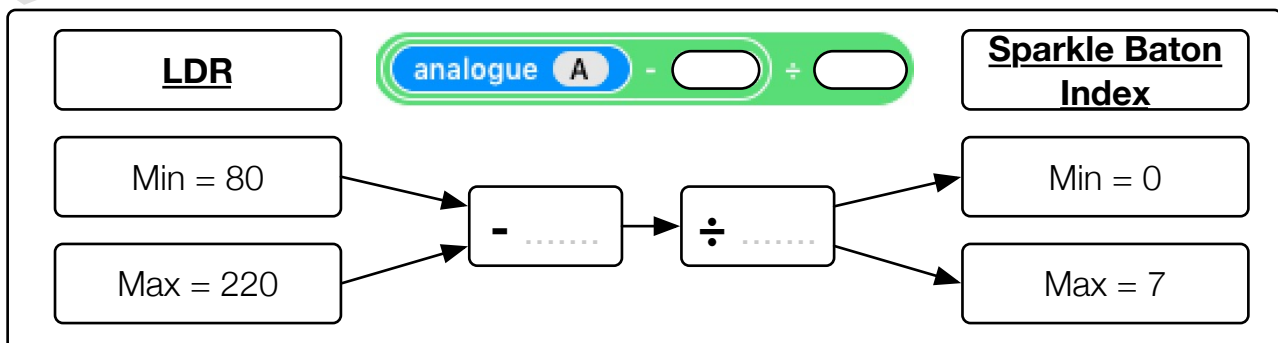 LDR
analogue A - ÷
Sparkle Baton
Index
Min = 80
Max = 220
- .......
÷ .......
Min = 0
Max = 7